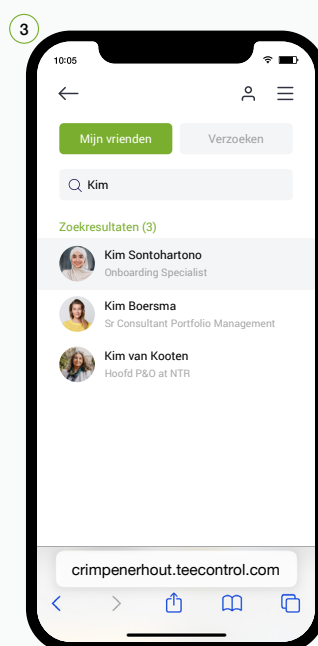 3
10:05
Mijn vrienden
Verzoeken
Kim
Zoekresultaten (3)
Kim Sontohartono
Onboarding Specialist
Kim Boersma
Sr Consultant Portfolio Management
Kim van Kooten
Hoofd P&O at NTR
crimpenerhout.teecontrol.com